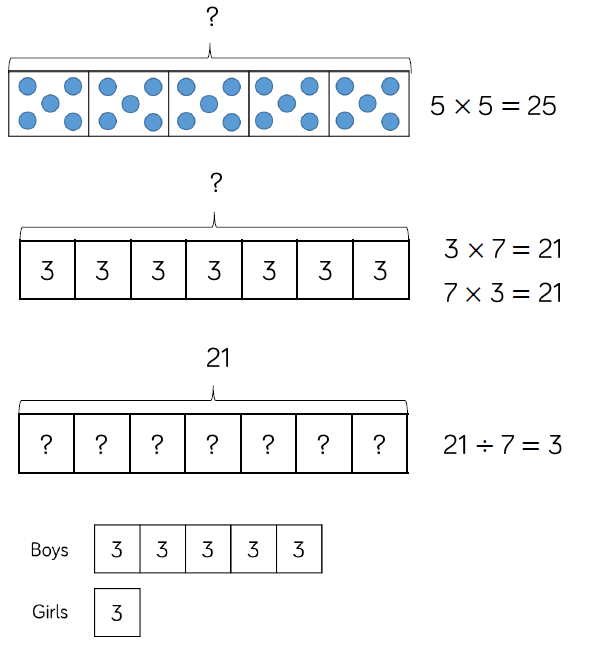 ?
5 × 5 = 25
?
3 3 3 3 3 3 3
3 × 7 = 21
7 × 3 = 21
21
? ? ? ? ? ? ?
21 ÷ 7 = 3
Boys 3 3 3 3 3
Girls 3